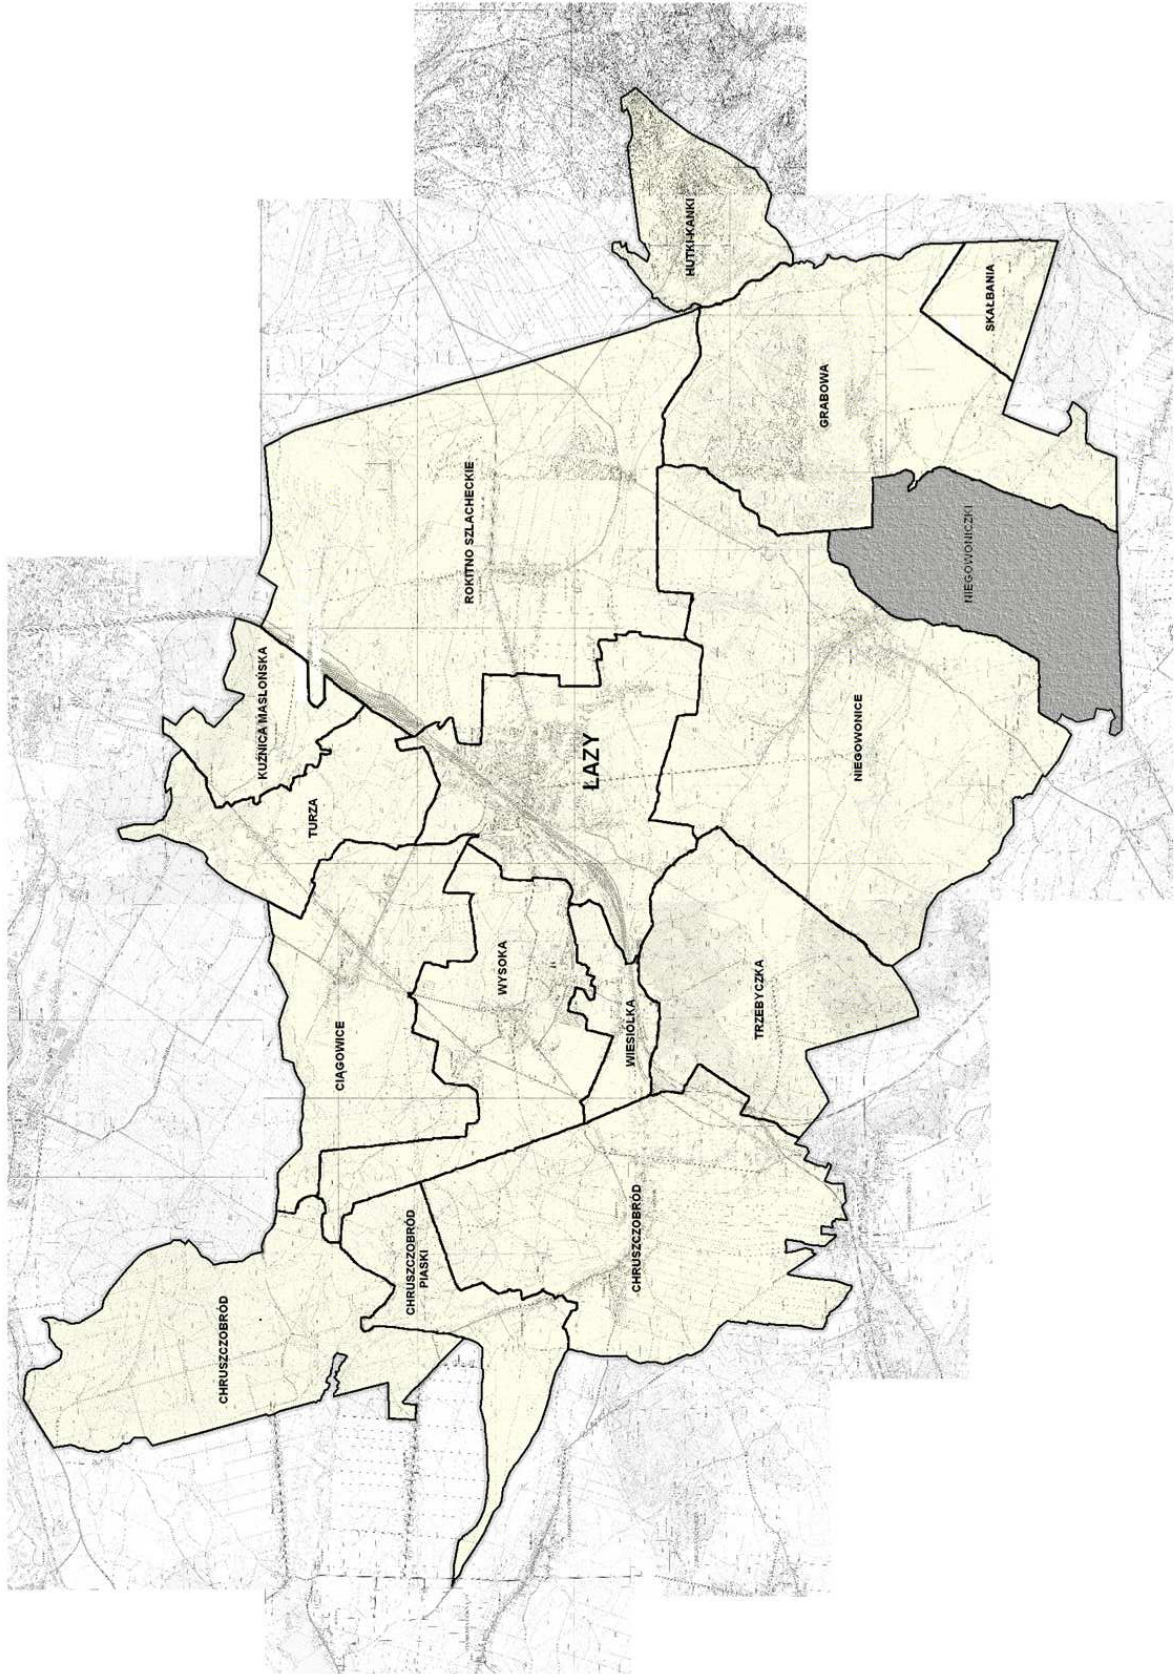 CHRUSZCZOBRÓD
KUŹNICA MASŁOŃSKA
TURZA
CIĄGOWICE
CHRUSZCZOBRÓD
PIASKI
ROKITNO SZLACHECKIE
WYSOKA
ŁAZY
WIESIÓŁKA
CHRUSZCZOBRÓD
HUTKI-KANKI
TRZEBYCZKA
GRABOWA
NIEGOWONICE
NIEGOWONICZKI
SKAŁBANIA